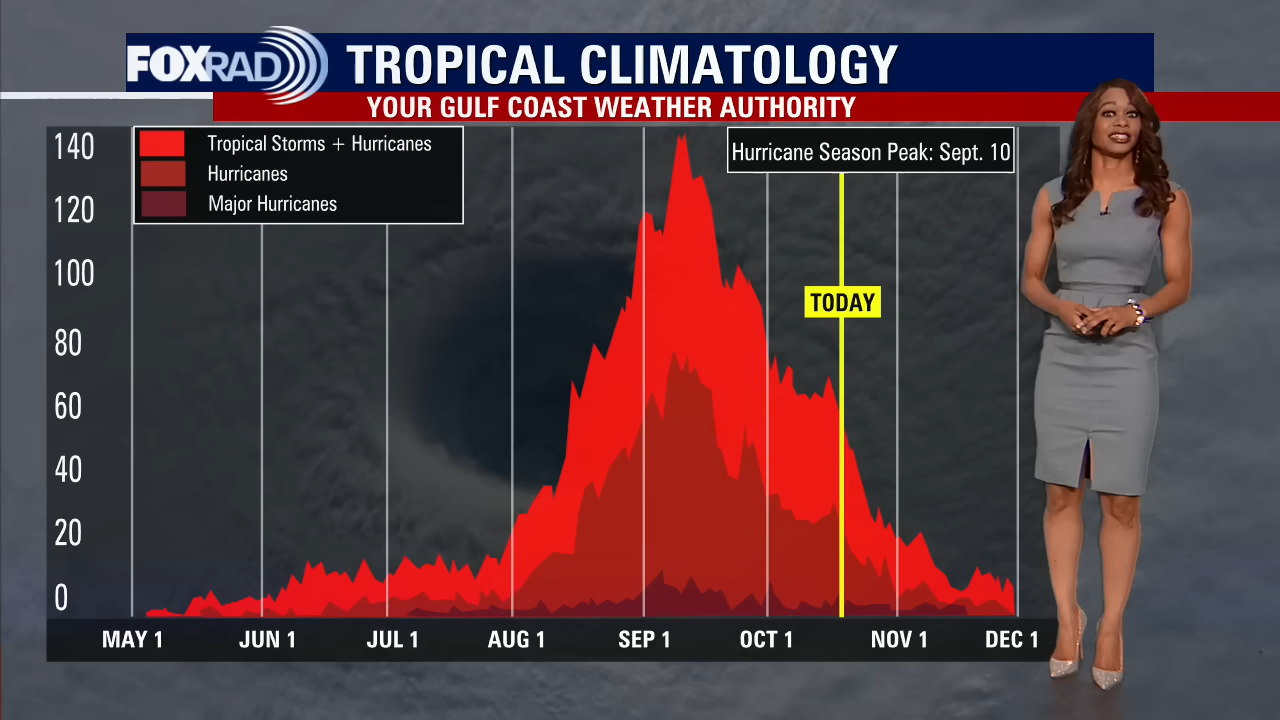 FOXRAD TROPICAL CLIMATOLOGY
YOUR GULF COAST WEATHER AUTHORITY
Tropical Storms + Hurricanes
Hurricanes
Major Hurricanes
Hurricane Season Peak: Sept. 10
TODAY
140
120
100
80
60
40
20
0
MAY 1 JUN 1 JUL 1 AUG 1 SEP 1 OCT 1 NOV 1 DEC 1